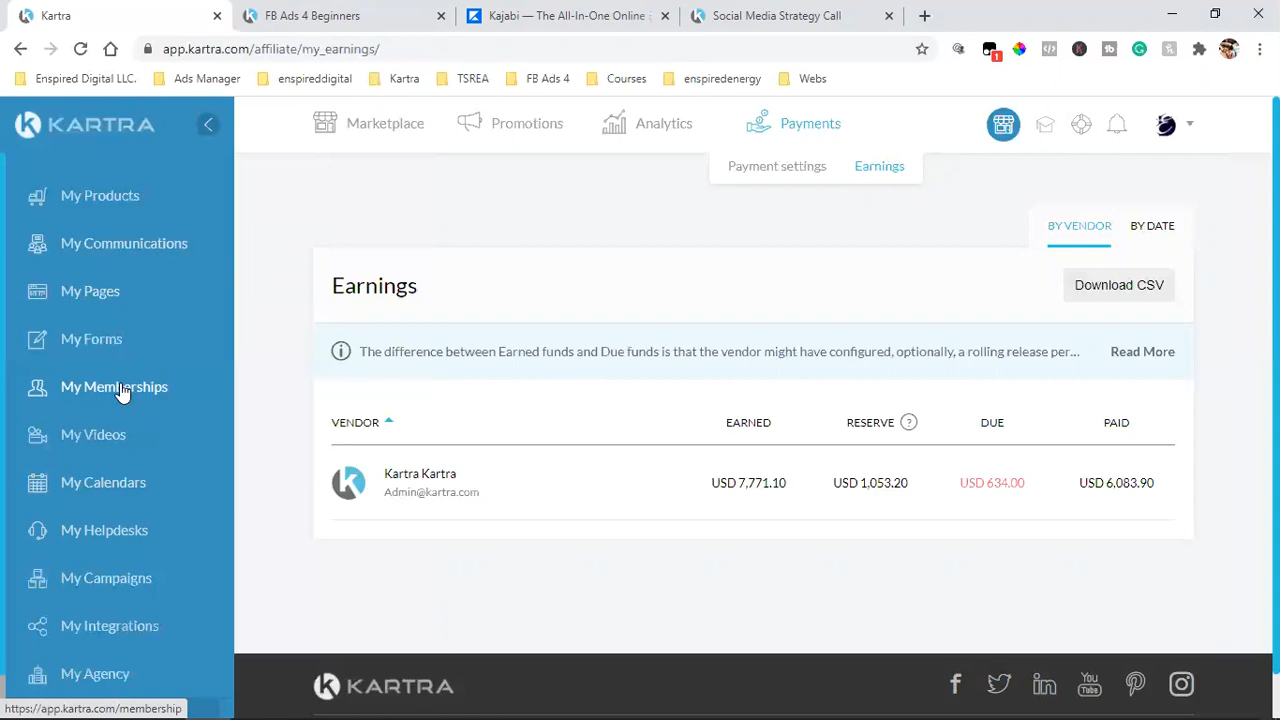 Kartra
FB Ads 4 Beginners
Kajabi — The All-In-One Online
Social Media Strategy Call
app.kartra.com/affiliate/my_earnings/
1
Enspired Digital LLC.
Ads Manager
enspireddigital
Kartra
TSREA
FB Ads 4
Courses
enspiredenergy
Webs
KARTRA
Marketplace
Promotions
Analytics
Payments
Payment settings
Earnings
My Products
My Communications
My Pages
My Forms
My Memberships
My Videos
My Calendars
My Helpdesks
My Campaigns
My Integrations
My Agency
https://app.kartra.com/membership
BY VENDOR
BY DATE
Earnings
Download CSV
The difference between Earned funds and Due funds is that the vendor might have configured, optionally, a rolling release per...
Read More
VENDOR EARNED RESERVE ? DUE PAID
Kartra Kartra
Admin@kartra.com
USD 7,771.10 USD 1,053.20 USD 634.00 USD 6,083.90
KARTRA
You
Tube